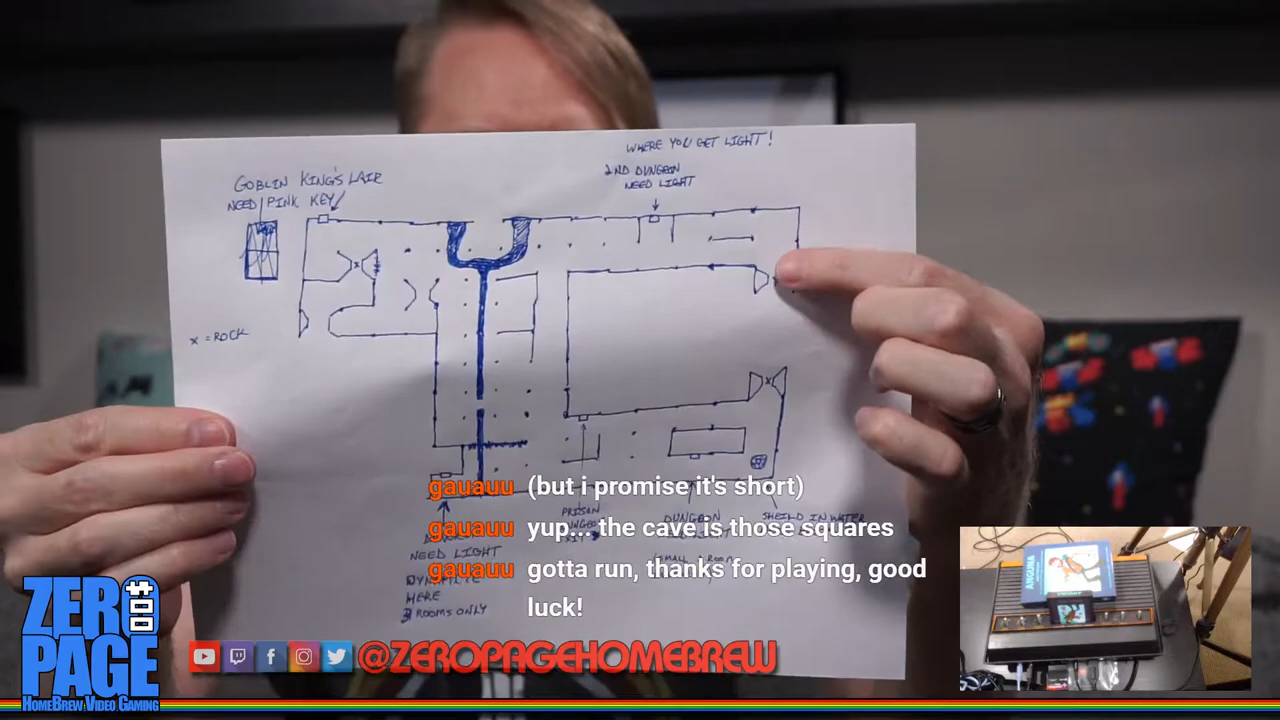 WHERE YOU GET LIGHT!
2ND DUNGEON
NEED LIGHT
GOBLIN KING'S LAIR
NEED PINK KEY
X = ROCK
gauauu (but i promise it's short)
gauauu yup... the cave is those squares
gauauu gotta run, thanks for playing, good
luck!
PRISON
DUNGEON
SHEILD IN WATER
NEED LIGHT
HERE
3 ROOMS ONLY
ANGUNA
ZERO
$00
PAGE
HOMEBREW VIDEO GAMING
@ZEROPAGEHOMEBREW